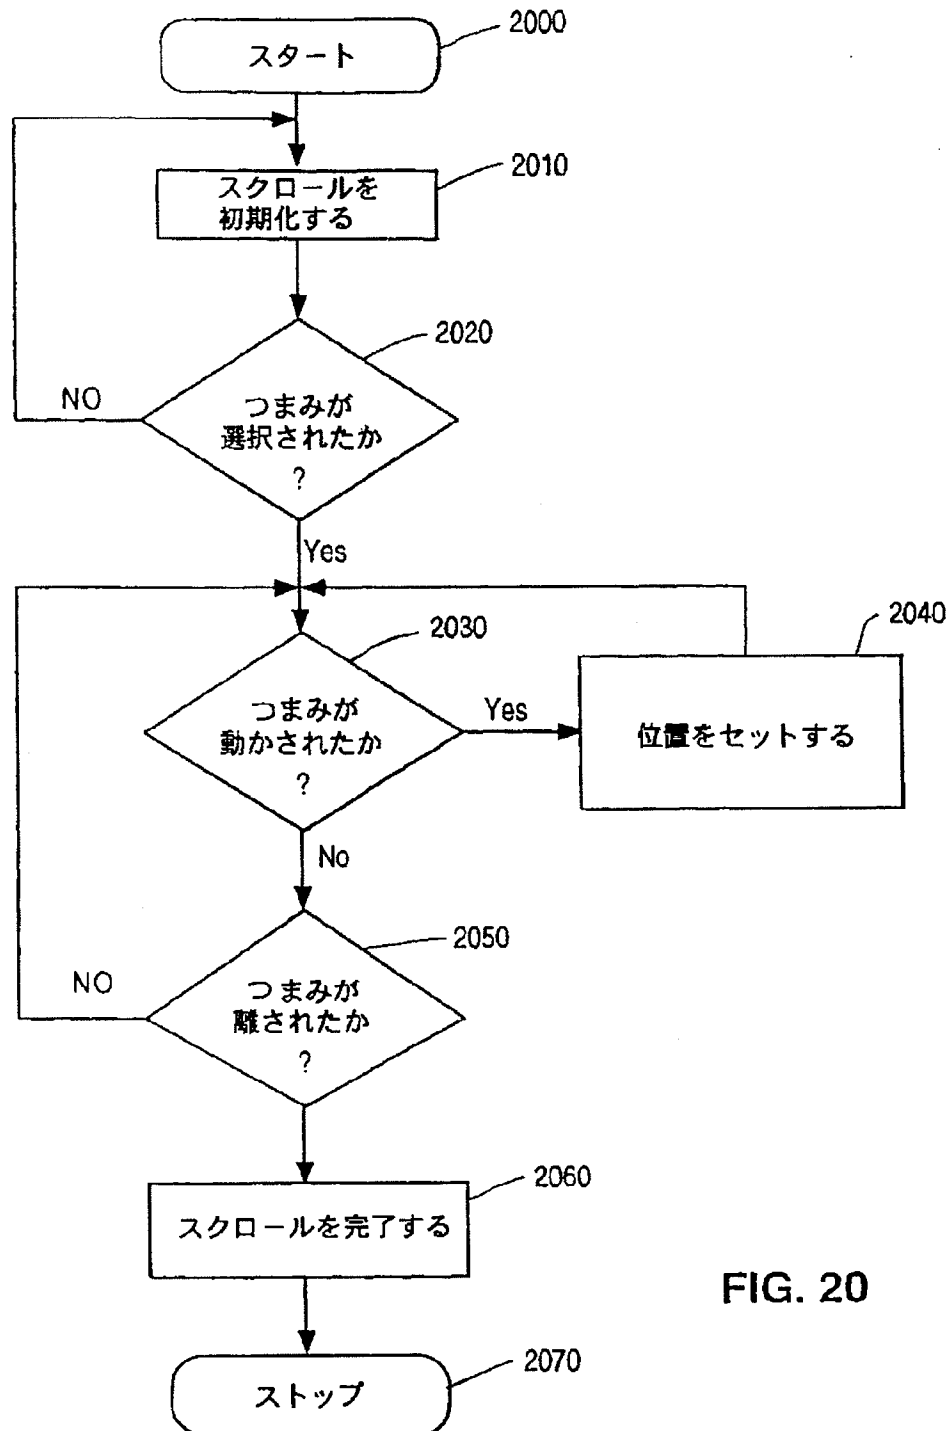 2000
スタート
2010
スクロールを
初期化する
2020
NO
つまみが
選択されたか
?
Yes
2030
2040
つまみが
動かされたか
?
Yes
位置をセットする
No
2050
NO
つまみが
離されたか
?
2060
スクロールを完了する
FIG. 20
2070
ストップ